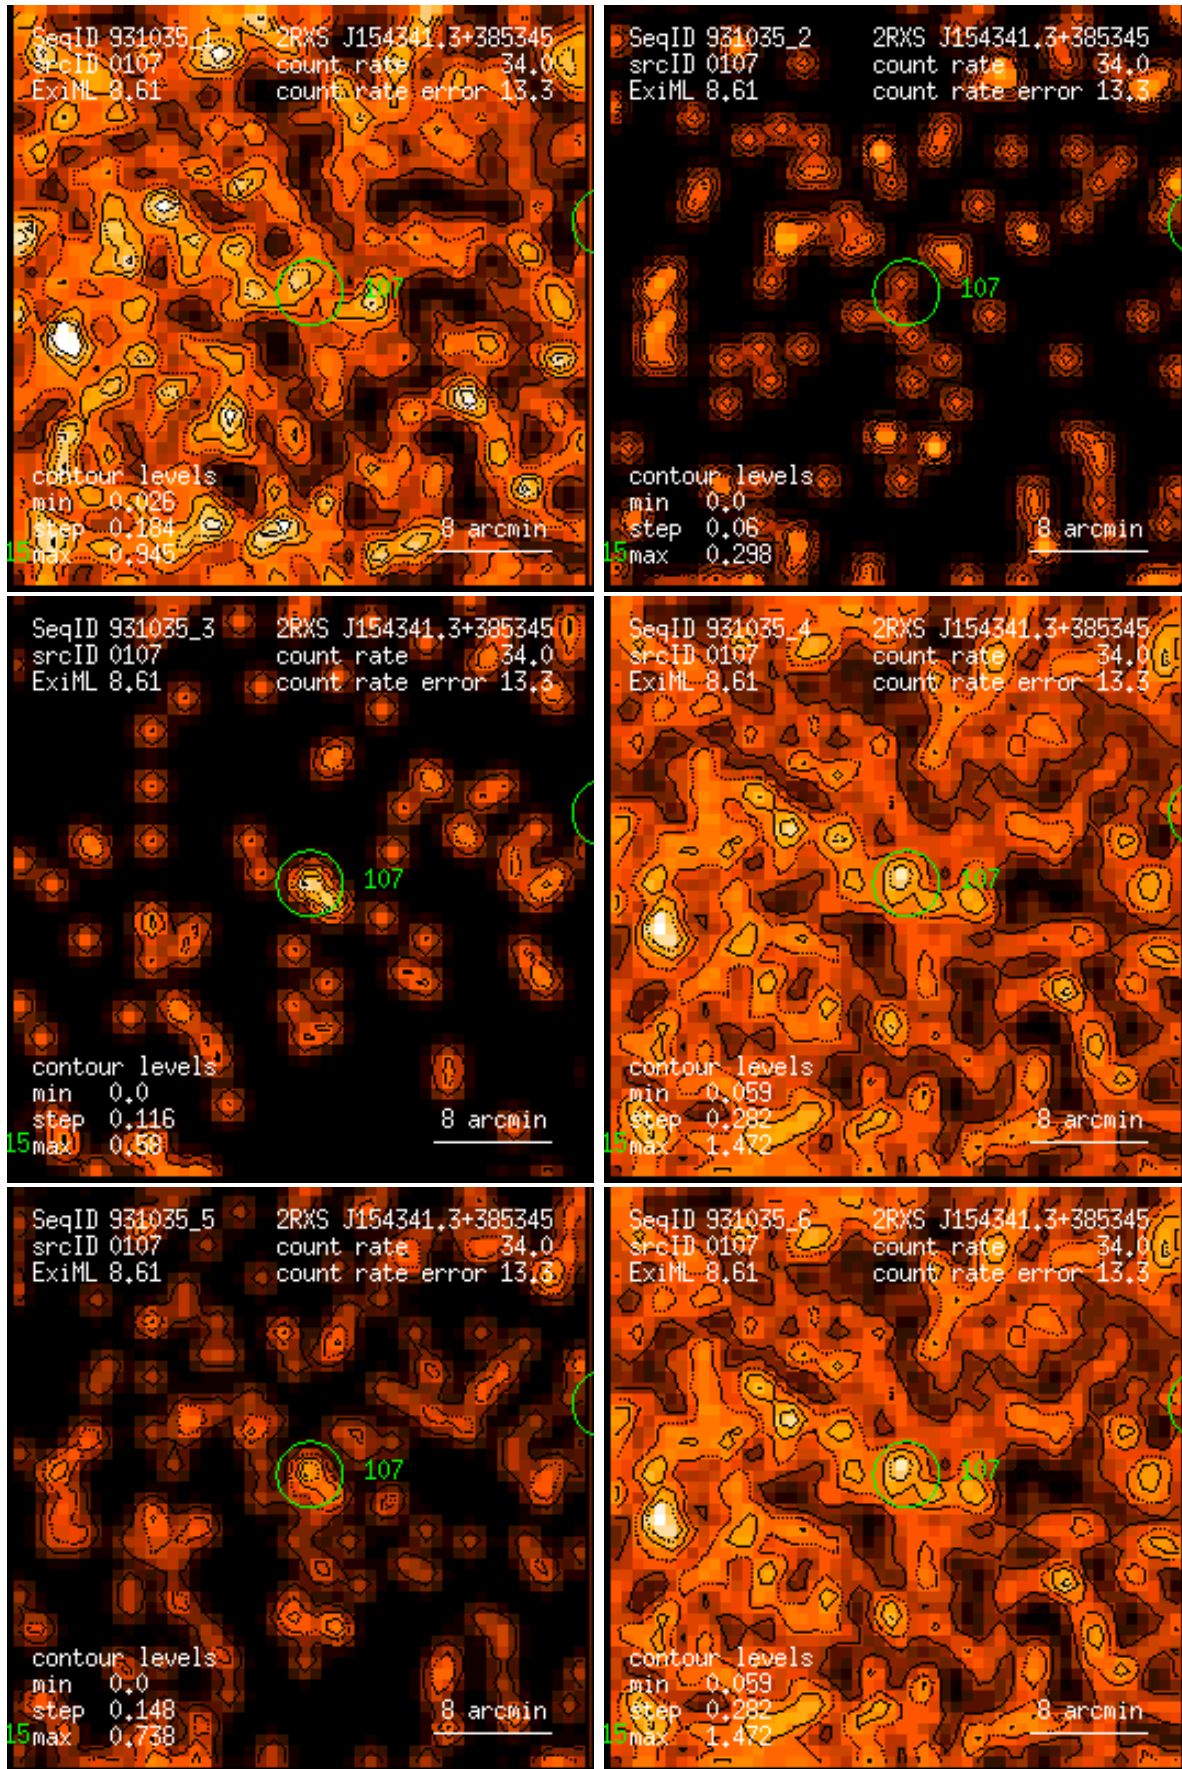 SeqID 931035_1 2RXS J154341.3+385345
srcID 0107 count rate 34.0
ExiML 8.61 count rate error 13.3
107
contour levels
min 0.026
step 0.184 8 arcmin
15 max 0.945
SeqID 931035_2 2RXS J154341.3+385345
srcID 0107 count rate 34.0
ExiML 8.61 count rate error 13.3
107
contour levels
min 0.0
step 0.06 8 arcmin
15 max 0.298
SeqID 931035_3 2RXS J154341.3+385345
srcID 0107 count rate 34.0
ExiML 8.61 count rate error 13.3
107
contour levels
min 0.0
step 0.116 8 arcmin
15 max 0.58
SeqID 931035_4 2RXS J154341.3+385345
srcID 0107 count rate 34.0
ExiML 8.61 count rate error 13.3
107
contour levels
min 0.059
step 0.282 8 arcmin
15 max 1.472
SeqID 931035_5 2RXS J154341.3+385345
srcID 0107 count rate 34.0
ExiML 8.61 count rate error 13.3
107
contour levels
min 0.0
step 0.148 8 arcmin
15 max 0.738
SeqID 931035_6 2RXS J154341.3+385345
srcID 0107 count rate 34.0
ExiML 8.61 count rate error 13.3
107
contour levels
min 0.059
step 0.282 8 arcmin
15 max 1.472